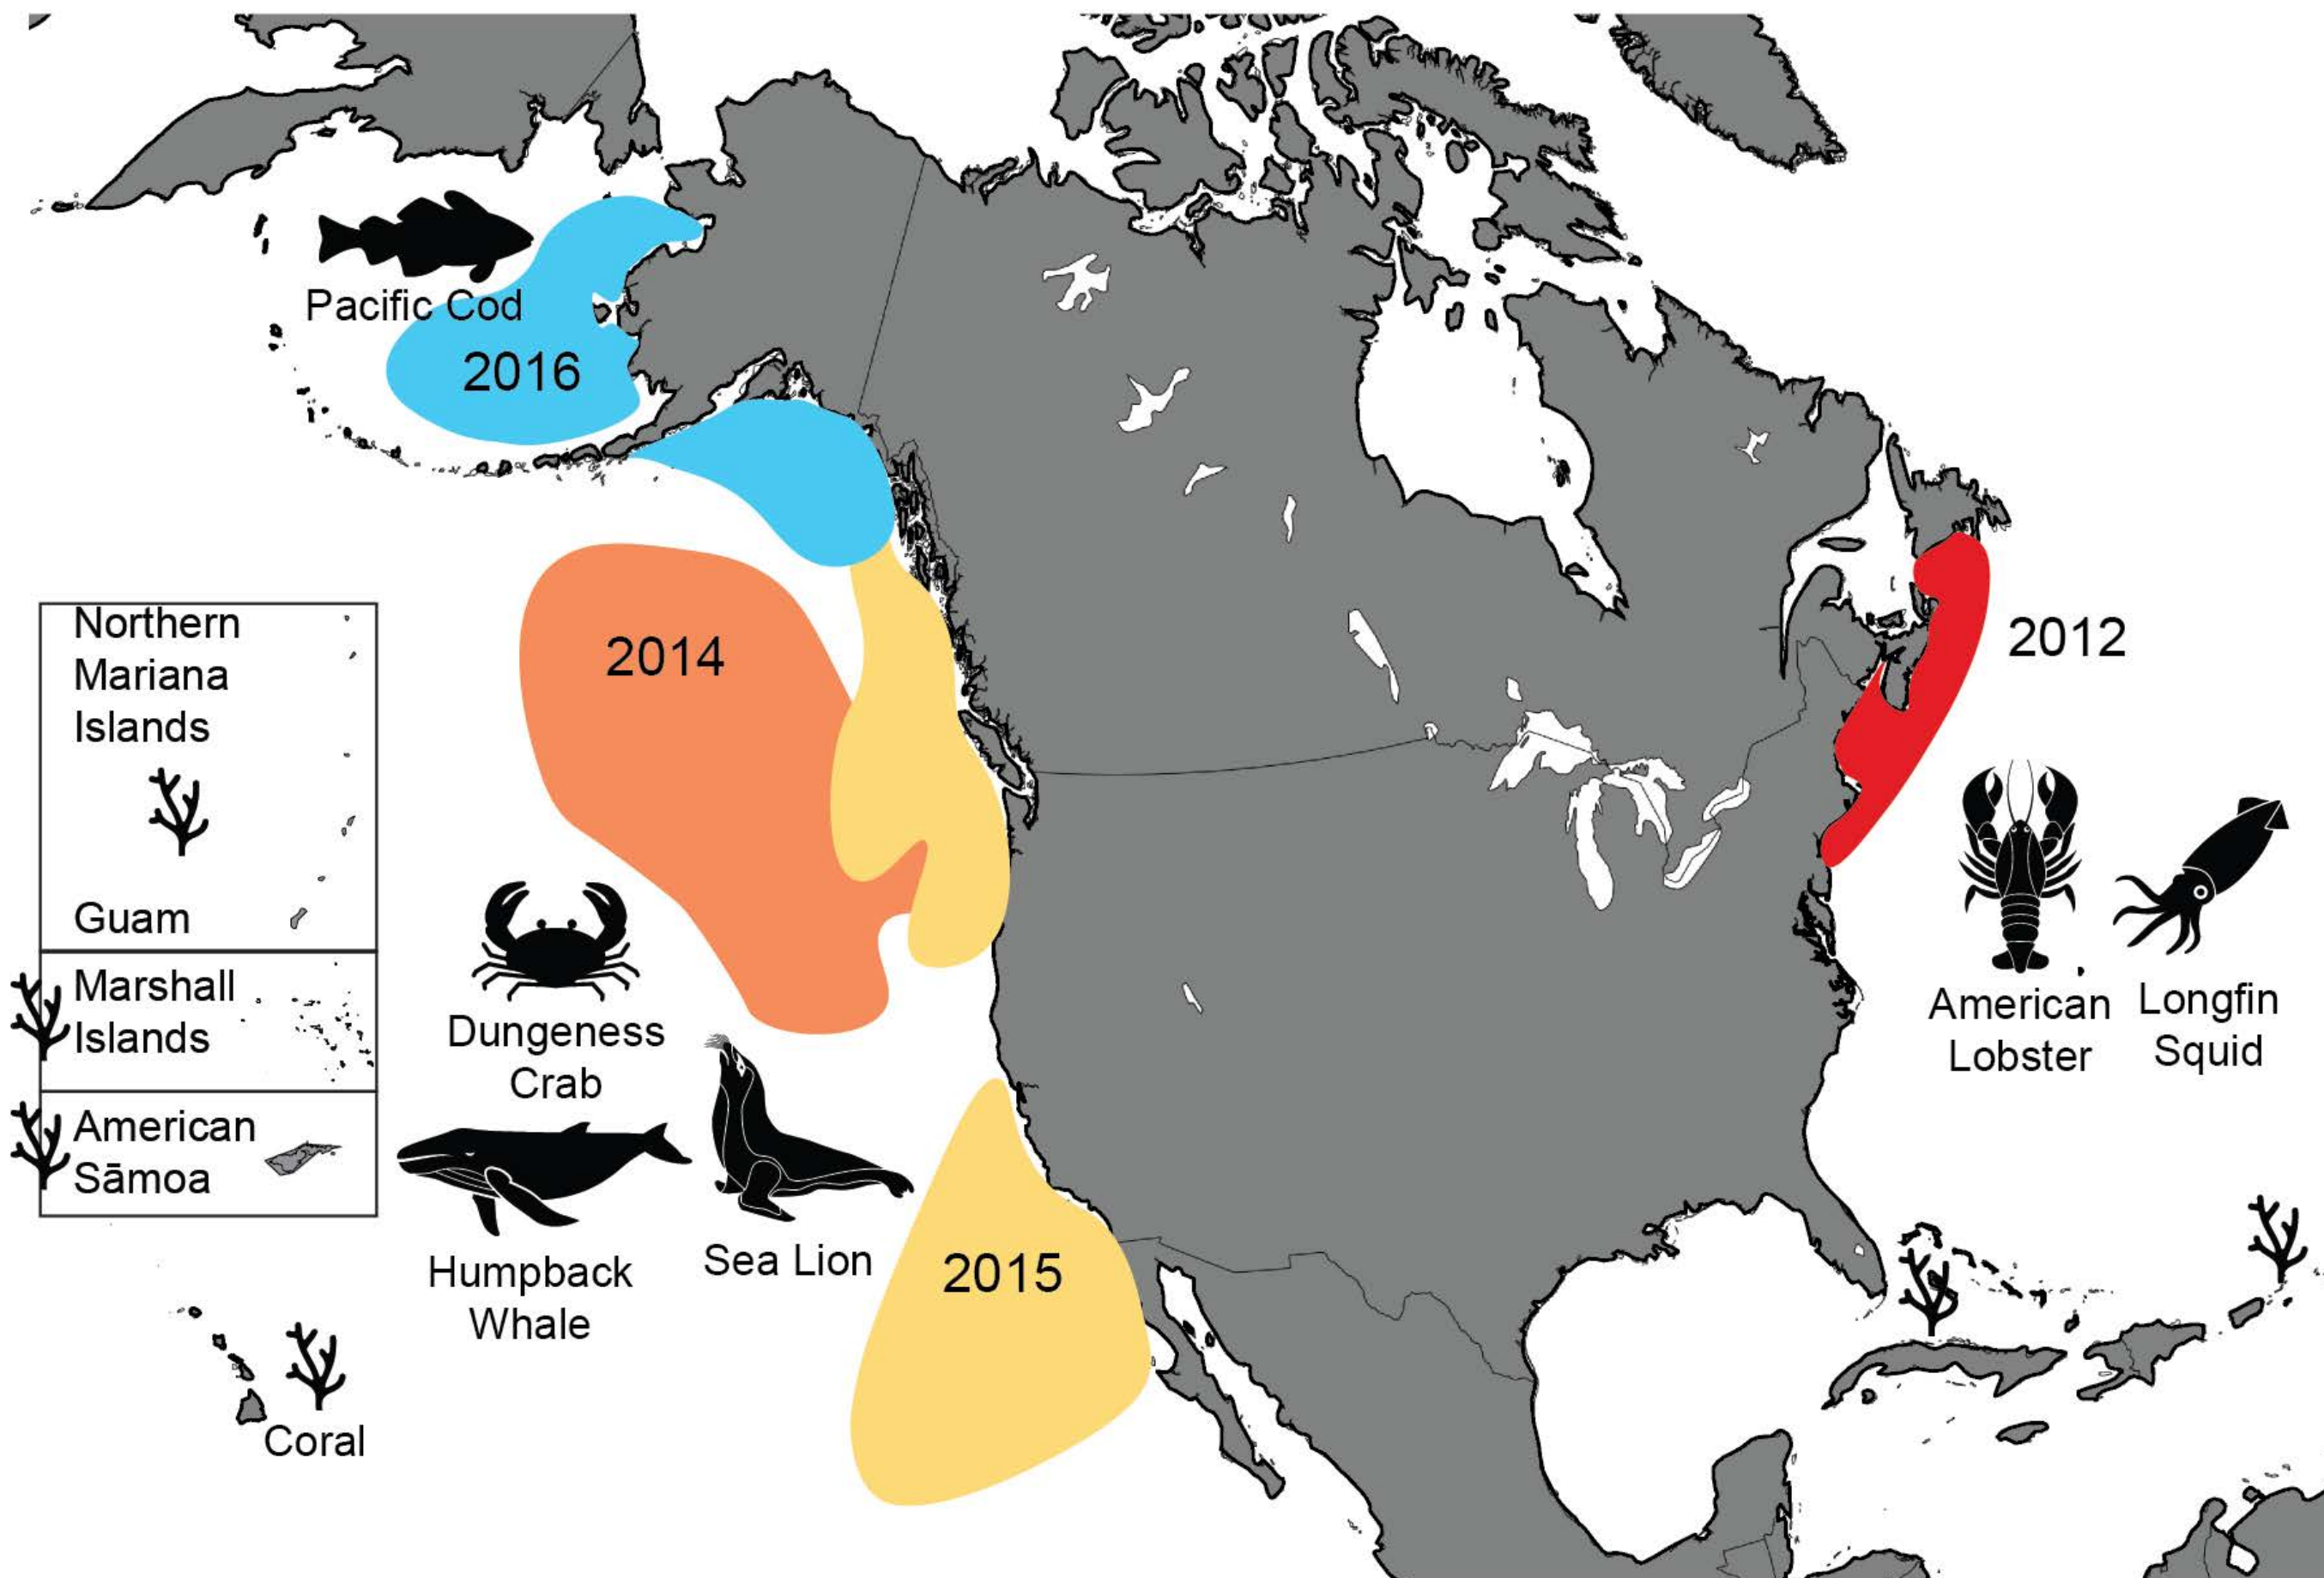 Pacific Cod
2016
2014
2012
Northern
Mariana
Islands
Guam
Marshall
Islands
American
Sāmoa
Dungeness
Crab
Humpback
Whale
Sea Lion
2015
Coral
American
Lobster
Longfin
Squid